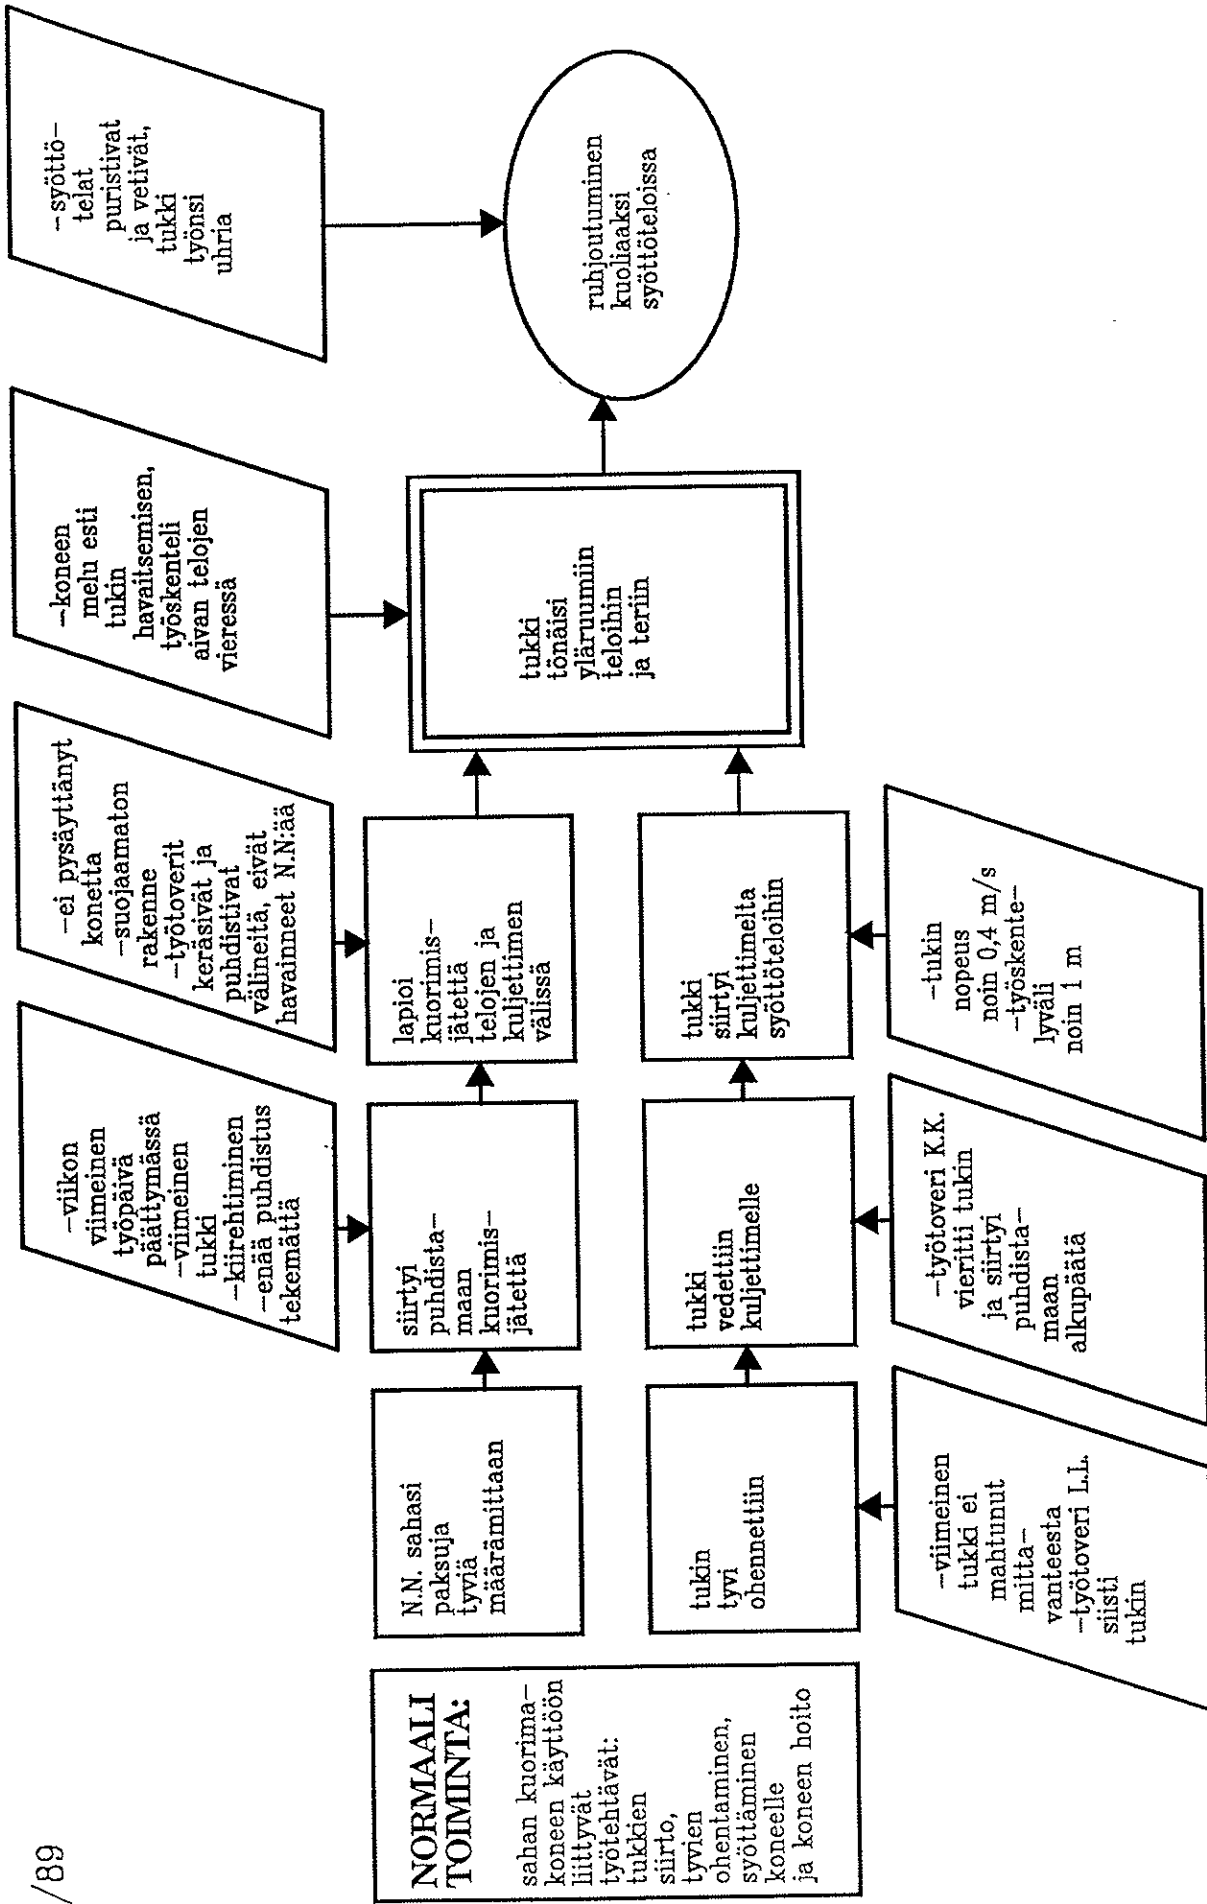 /89
NORMAALI
TOIMINTA:
sahan kuorima–
koneen käyttöön
liittyvät
työtehtävät:
tukkien
siirto,
tyvien
ohentaminen,
syöttäminen
koneelle
ja koneen hoito
N.N. sahasi
paksuja
tyviä
määrämittaan
siirtyi
puhdista–
maan
kuorimis–
jätettä
–viikon
viimeinen
työpäivä
päättymässä
–viimeinen
tukki
–kiirehtiminen
–enää puhdistus
tekemättä
lapioi
kuorimis–
jätettä
telojen ja
kuljettimen
välissä
–ei pysäyttänyt
konetta
–suojaamaton
rakenne
–työtoverit
keräsivät ja
puhdistivat
välineitä, eivät
havainneet N.N:ää
tukin
tyvi
ohennettiin
–viimeinen
tukki ei
mahtunut
mitta–
vanteesta
–työtoveri L.L.
siisti
tukin
tukki
vedettiin
kuljettimelle
–työtoveri K.K.
vieritti tukin
ja siirtyi
puhdista–
maan
alkupäätä
tukki
siirtyi
kuljettimelta
syöttöteloihin
–tukin
nopeus
noin 0,4 m/s
–työskente–
lyväli
noin 1 m
tukki
tönäisi
yläruumiin
teloihin
ja teriin
–koneen
melu esti
tukin
havaitsemisen,
työskenteli
aivan telojen
vieressä
ruhjoutuminen
kuoliaaksi
syöttöteloissa
–syöttö–
telat
puristivat
ja vetivät,
tukki
työnsi
uhria